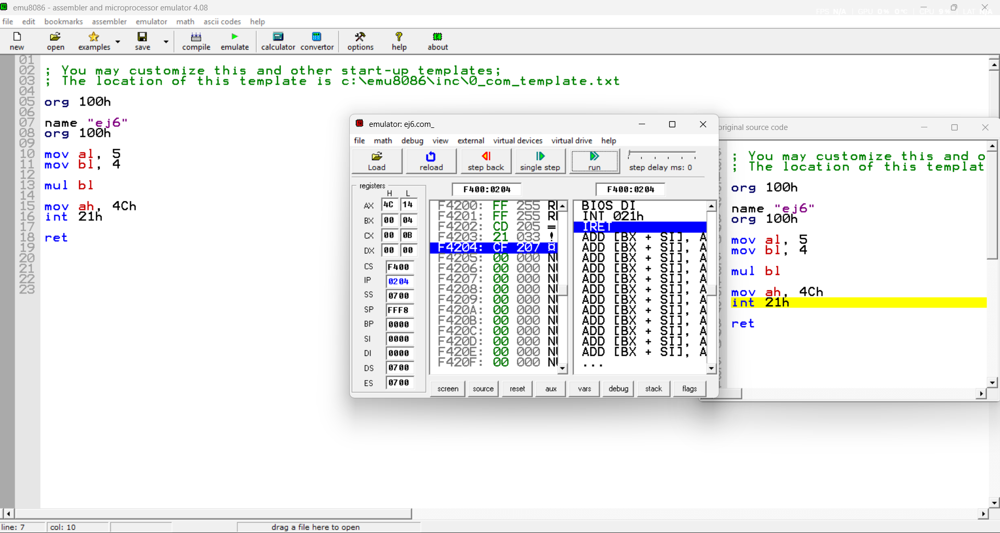 emu8086 - assembler and microprocessor emulator 4.08
FPS N/A | GPU 0% 0°C | CPU 9% LAT N/A
file edit bookmarks assembler emulator math ascii codes help
new open examples save compile emulate calculator convertor options help about
01
02 ; You may customize this and other start-up templates;
03 ; The location of this template is c:\emu8086\inc\0_com_template.txt
04
05 org 100h
06
07 name "ej6"
08 org 100h
09
10 mov al, 5
11 mov bl, 4
12
13 mul bl
14
15 mov ah, 4Ch
16 int 21h
17
18 ret
19
20
21
22
23
emulator: ej6.com_
file math debug view external virtual devices virtual drive help
Load reload step back single step run step delay ms: 0
registers F400:0204 F400:0204
H L
AX 4C 14
BX 00 04
CX 00 0B
DX 00 00
CS F400
IP 0204
SS 0700
SP FFF8
BP 0000
SI 0000
DI 0000
DS 0700
ES 0700
F4200: FF 255
F4201: FF 255
F4202: CD 205 =
F4203: 21 033 !
F4204: CF 207 ¤
F4205: 00 000
F4206: 00 000
F4207: 00 000
F4208: 00 000
F4209: 00 000
F420A: 00 000
F420B: 00 000
F420C: 00 000
F420D: 00 000
F420E: 00 000
F420F: 00 000
BIOS DI
INT 021h
IRET
ADD [BX + SI], A
ADD [BX + SI], A
ADD [BX + SI], A
ADD [BX + SI], A
ADD [BX + SI], A
ADD [BX + SI], A
ADD [BX + SI], A
ADD [BX + SI], A
ADD [BX + SI], A
ADD [BX + SI], A
ADD [BX + SI], A
ADD [BX + SI], A
...
screen source reset aux vars debug stack flags
original source code
; You may customize this and o
; The location of this templat
org 100h
name "ej6"
org 100h
mov al, 5
mov bl, 4
mul bl
mov ah, 4Ch
int 21h
ret
line: 7 col: 10 drag a file here to open